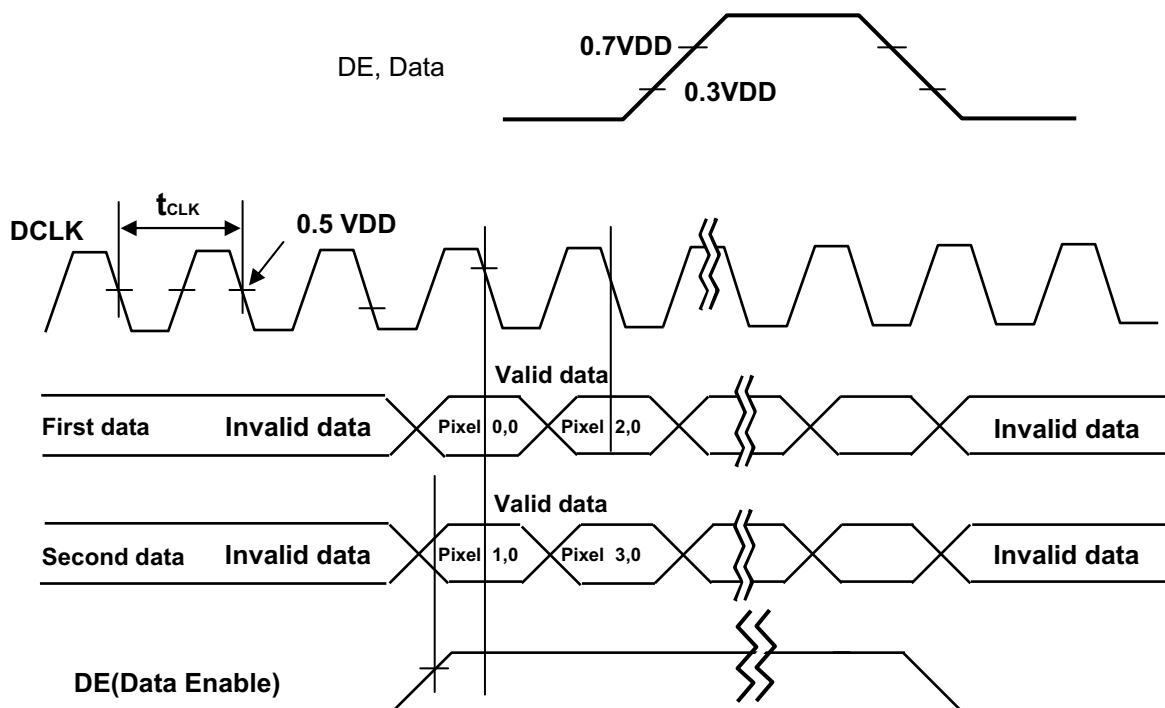 0.7VDD
DE, Data
0.3VDD
tCLK
0.5 VDD
DCLK
Valid data
First data Invalid data Pixel 0,0 Pixel 2,0 Invalid data
Valid data
Second data Invalid data Pixel 1,0 Pixel 3,0 Invalid data
DE(Data Enable)